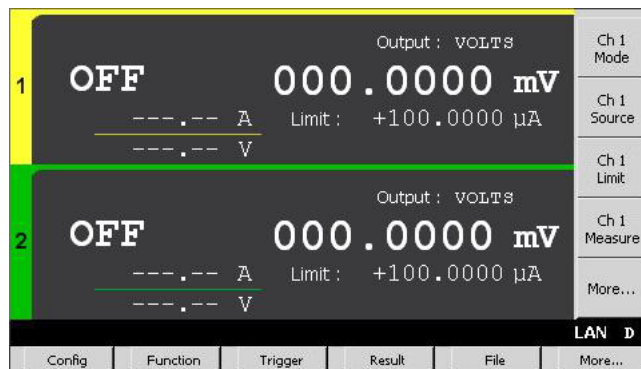 1
Output : VOLTS
OFF 000.0000 mV
---.-- A Limit : +100.0000 µA
---.-- V
2
Output : VOLTS
OFF 000.0000 mV
---.-- A Limit : +100.0000 µA
---.-- V
Ch 1
Mode
Ch 1
Source
Ch 1
Limit
Ch 1
Measure
More...
LAN D
Config Function Trigger Result File More...